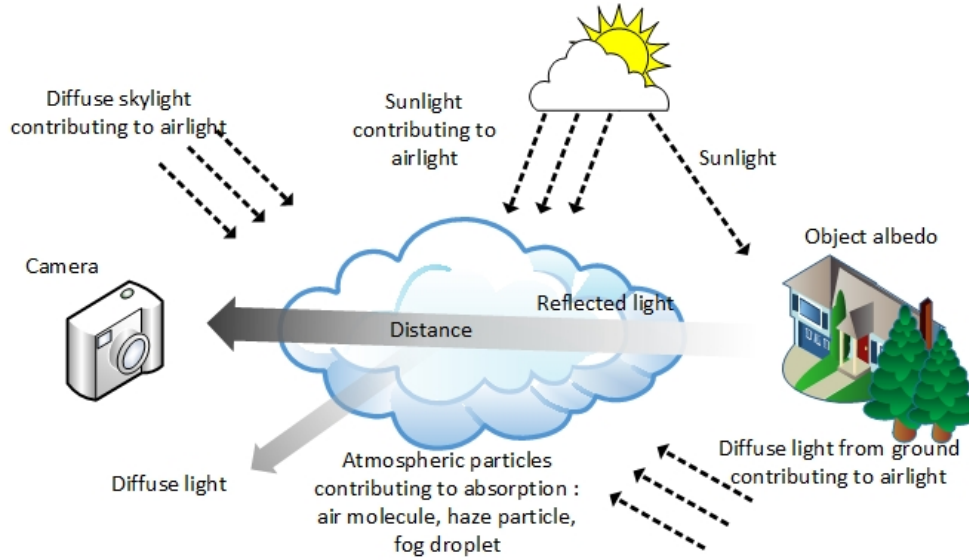 Diffuse skylight
contributing to airlight
Sunlight
contributing to
airlight
Sunlight
Camera
Object albedo
Reflected light
Distance
Diffuse light
Atmospheric particles
contributing to absorption :
air molecule, haze particle,
fog droplet
Diffuse light from ground
contributing to airlight